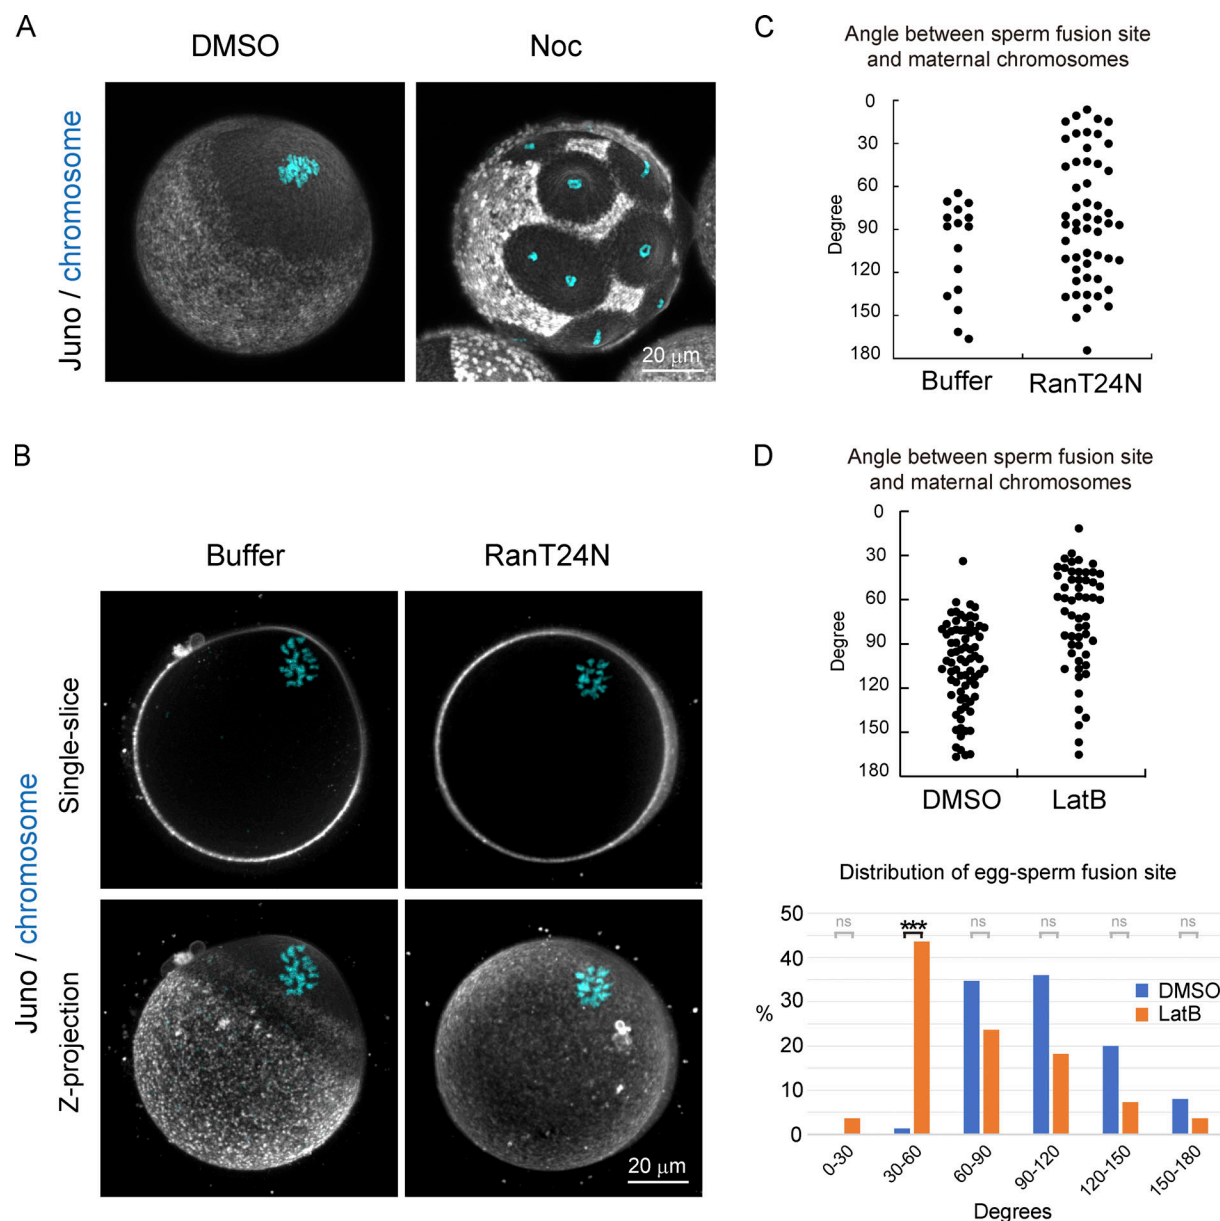 A
DMSO
Noc
Juno / chromosome
20 μm
B
Buffer
RanT24N
Single-slice
Z-projection
Juno / chromosome
20 μm
C
Angle between sperm fusion site
and maternal chromosomes
Degree
0
30
60
90
120
150
180
Buffer
RanT24N
D
Angle between sperm fusion site
and maternal chromosomes
Degree
0
30
60
90
120
150
180
DMSO
LatB
Distribution of egg-sperm fusion site
50
40
30
20
10
0
%
ns
***
ns
ns
ns
ns
DMSO
LatB
0-30
30-60
60-90
90-120
120-150
150-180
Degrees